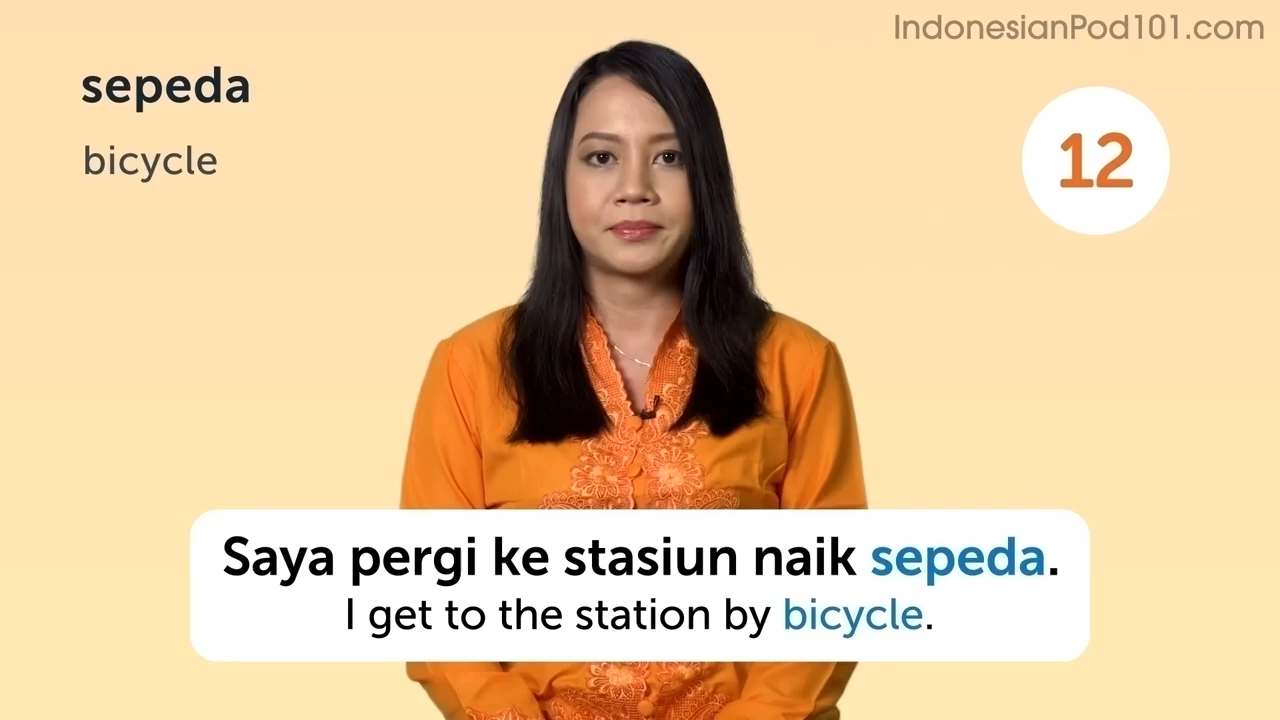 IndonesianPod101.com
sepeda
bicycle
12
Saya pergi ke stasiun naik sepeda.
I get to the station by bicycle.